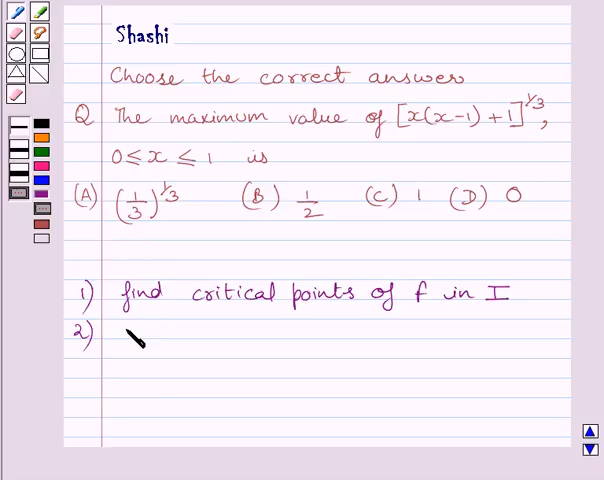 Shashi
Choose the correct answer
Q The maximum value of [x(x-1)+1]^1/3,
0 ≤ x ≤ 1 is
(A) (1/3)^1/3 (B) 1/2 (C) 1 (D) 0
1) find critical points of f in I
2)